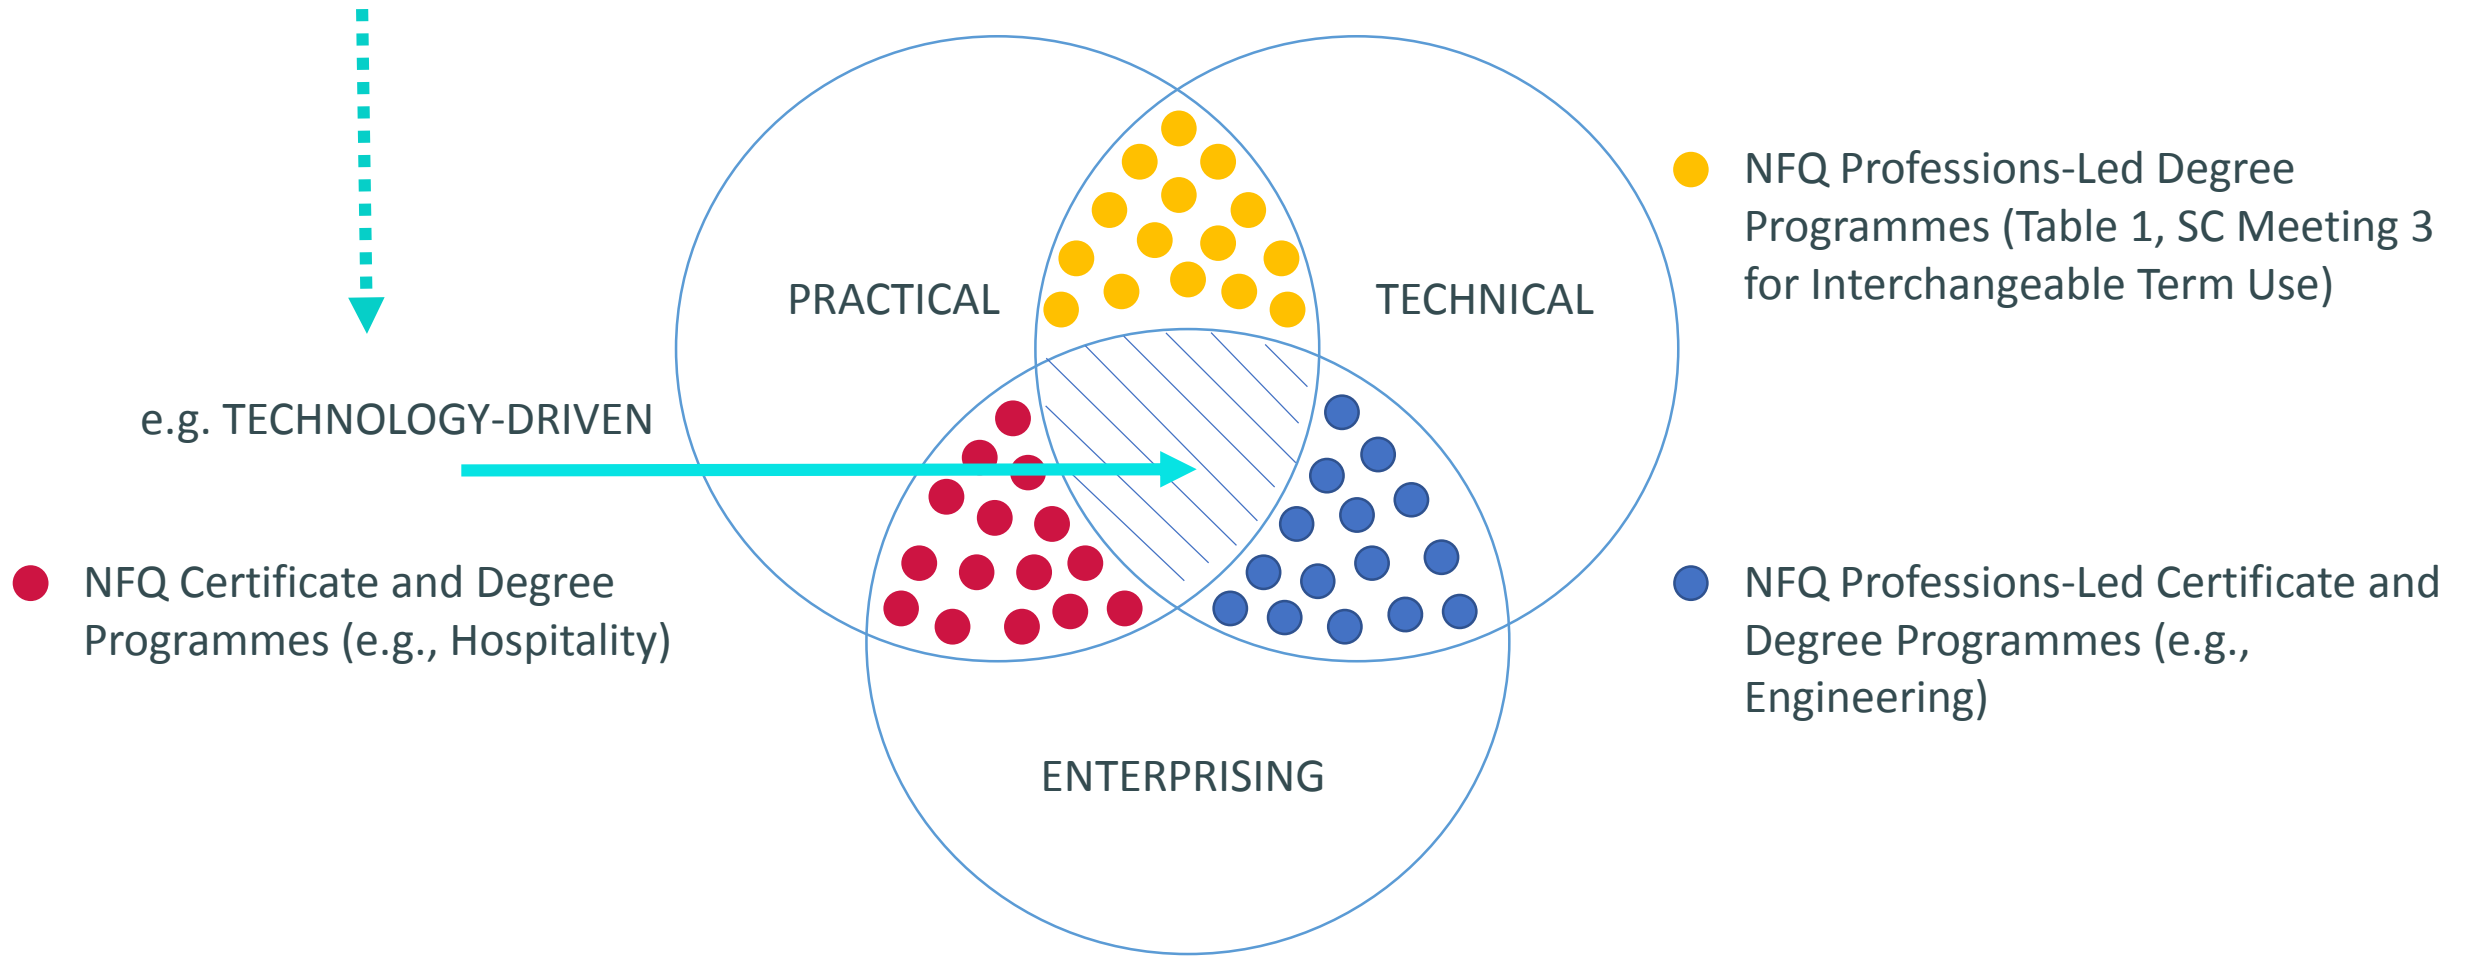 PRACTICAL
TECHNICAL
NFQ Professions-Led Degree
Programmes (Table 1, SC Meeting 3
for Interchangeable Term Use)
e.g. TECHNOLOGY-DRIVEN
NFQ Certificate and Degree
Programmes (e.g., Hospitality)
NFQ Professions-Led Certificate and
Degree Programmes (e.g.,
Engineering)
ENTERPRISING